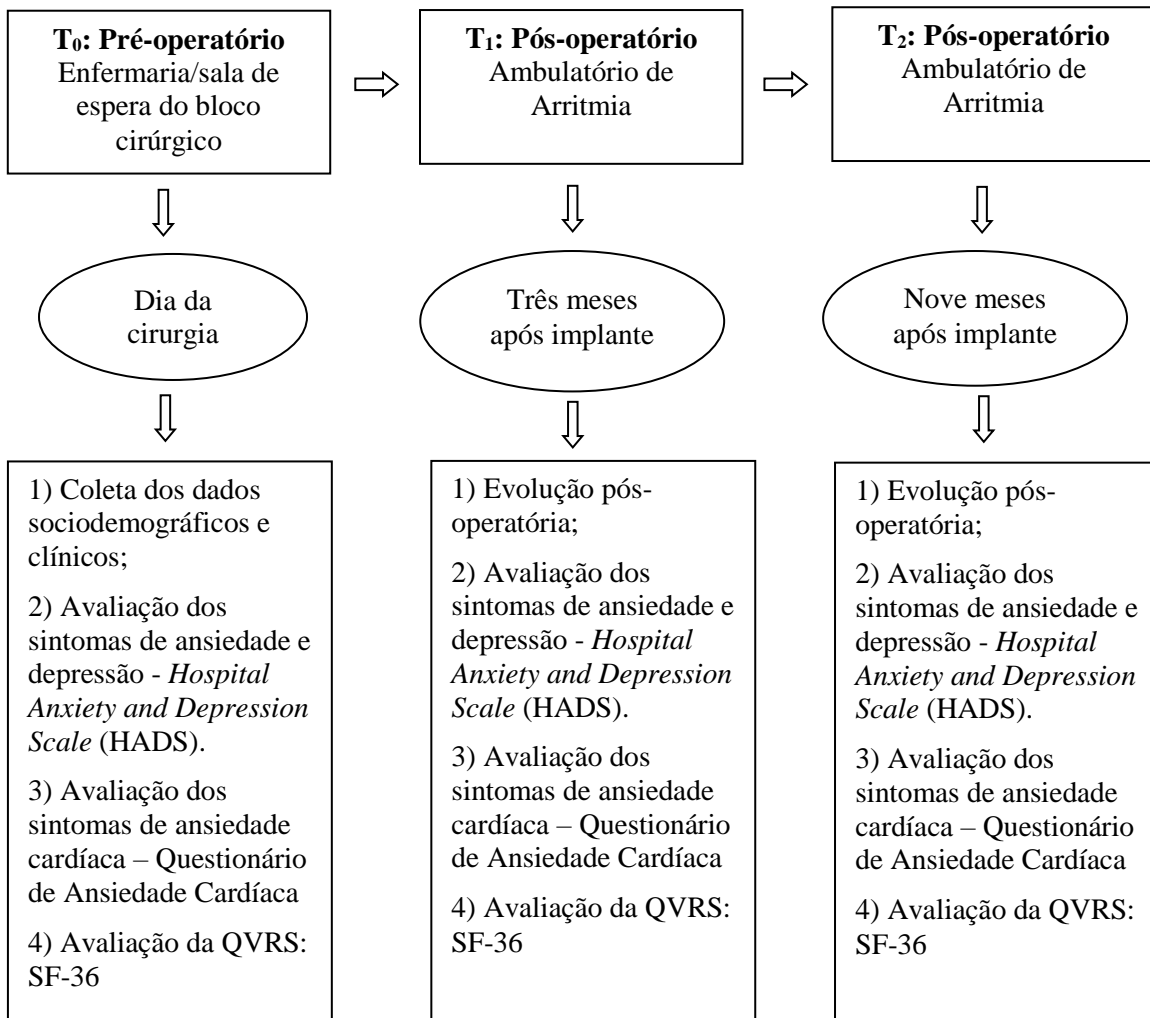 T₀: Pré-operatório
Enfermaria/sala de
espera do bloco
cirúrgico
T₁: Pós-operatório
Ambulatório de
Arritmia
T₂: Pós-operatório
Ambulatório de
Arritmia
Dia da
cirurgia
Três meses
após implante
Nove meses
após implante
1) Coleta dos dados
sociodemográficos e
clínicos;
2) Avaliação dos
sintomas de ansiedade e
depressão - Hospital
Anxiety and Depression
Scale (HADS).
3) Avaliação dos
sintomas de ansiedade
cardíaca – Questionário
de Ansiedade Cardíaca
4) Avaliação da QVRS:
SF-36
1) Evolução pós-
operatória;
2) Avaliação dos
sintomas de ansiedade e
depressão - Hospital
Anxiety and Depression
Scale (HADS).
3) Avaliação dos
sintomas de ansiedade
cardíaca – Questionário
de Ansiedade Cardíaca
4) Avaliação da QVRS:
SF-36
1) Evolução pós-
operatória;
2) Avaliação dos
sintomas de ansiedade e
depressão - Hospital
Anxiety and Depression
Scale (HADS).
3) Avaliação dos
sintomas de ansiedade
cardíaca – Questionário
de Ansiedade Cardíaca
4) Avaliação da QVRS:
SF-36